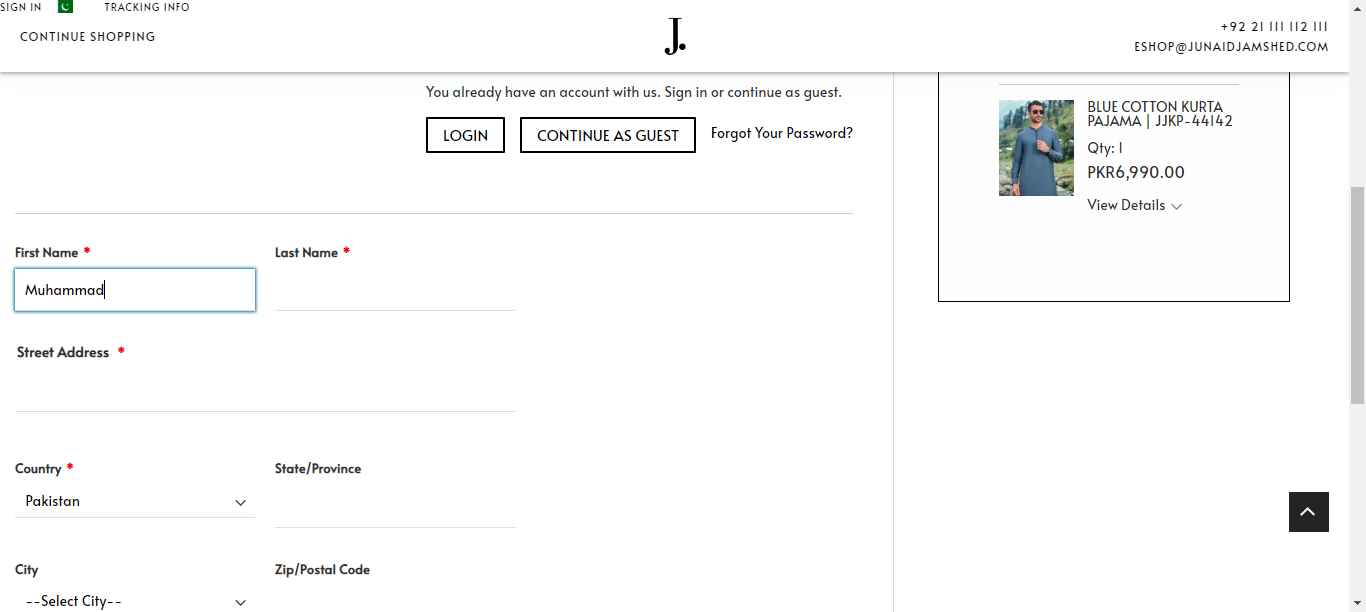 SIGN IN
TRACKING INFO
CONTINUE SHOPPING
J.
+92 21 111 112 111
ESHOP@JUNAIDJAMSHED.COM
You already have an account with us. Sign in or continue as guest.
LOGIN
CONTINUE AS GUEST
Forgot Your Password?
BLUE COTTON KURTA
PAJAMA | JJKP-44142
Qty: 1
PKR6,990.00
View Details
First Name *
Last Name *
Muhammad
Street Address *
Country *
State/Province
Pakistan
City
Zip/Postal Code
--Select City--